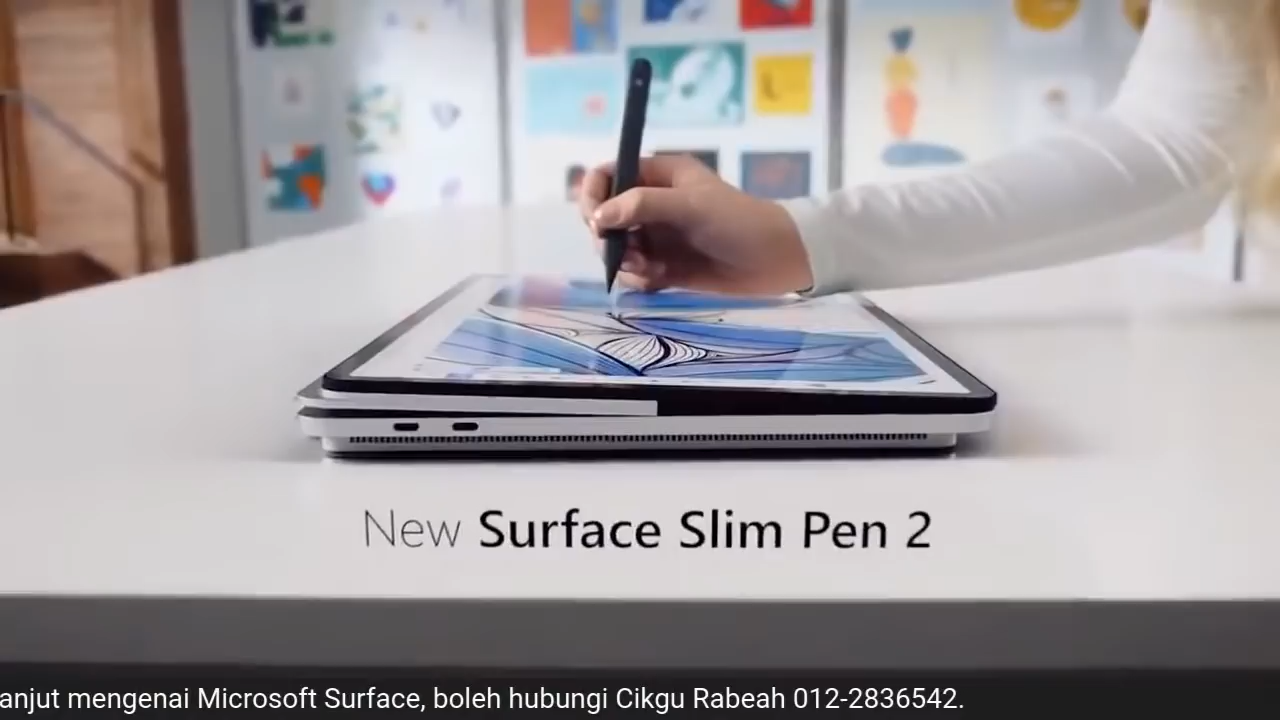 New Surface Slim Pen 2
anjut mengenai Microsoft Surface, boleh hubungi Cikgu Rabeah 012-2836542.